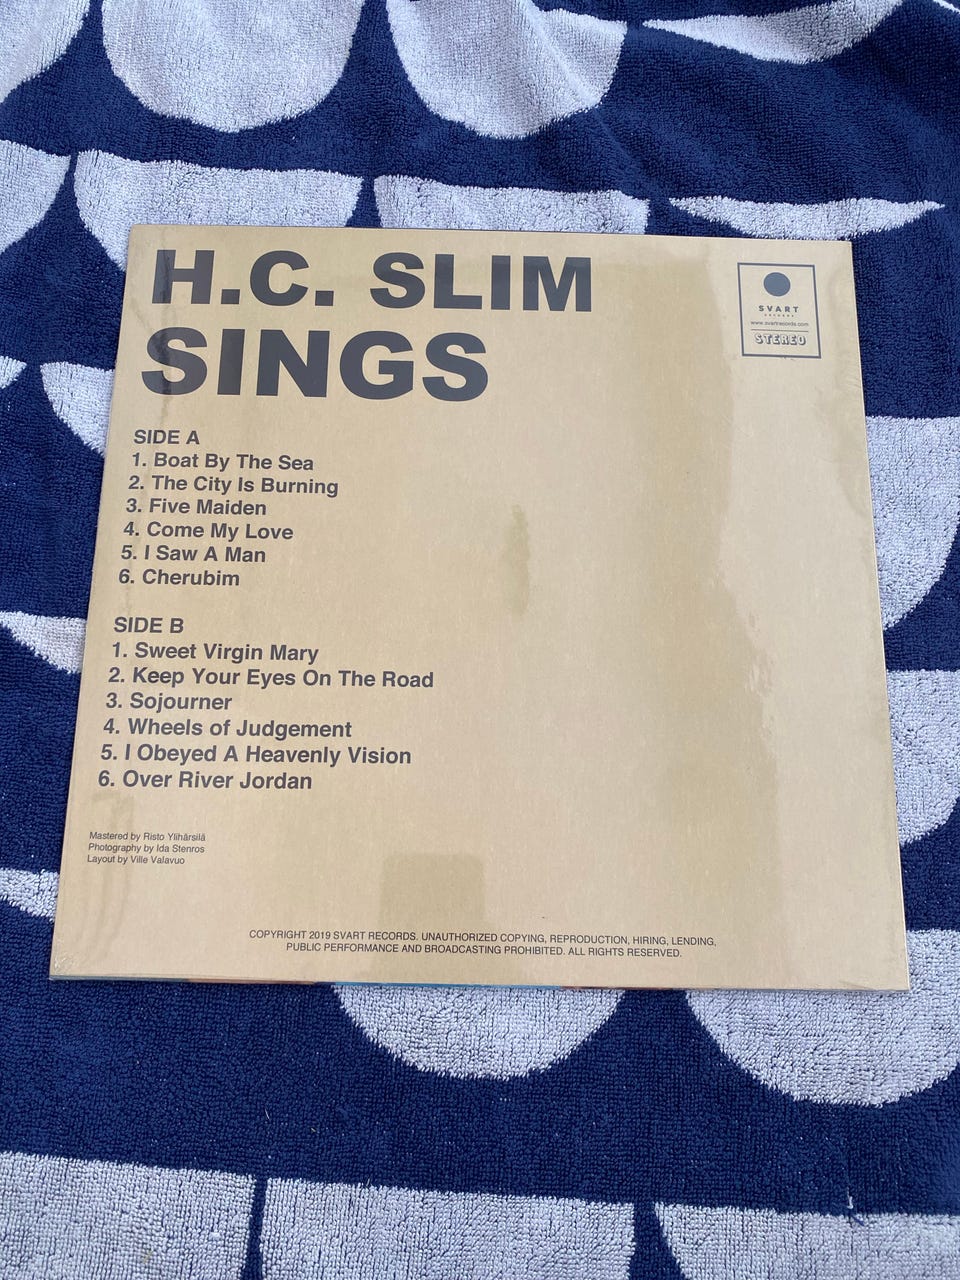 H.C. SLIM
SINGS
SVART
RECORDS
www.svartrecords.com
STEREO
SIDE A
1. Boat By The Sea
2. The City Is Burning
3. Five Maiden
4. Come My Love
5. I Saw A Man
6. Cherubim
SIDE B
1. Sweet Virgin Mary
2. Keep Your Eyes On The Road
3. Sojourner
4. Wheels of Judgement
5. I Obeyed A Heavenly Vision
6. Over River Jordan
Mastered by Risto Ylihärsilä
Photography by Ida Stenros
Layout by Ville Valavuo
COPYRIGHT 2019 SVART RECORDS. UNAUTHORIZED COPYING, REPRODUCTION, HIRING, LENDING,
PUBLIC PERFORMANCE AND BROADCASTING PROHIBITED. ALL RIGHTS RESERVED.